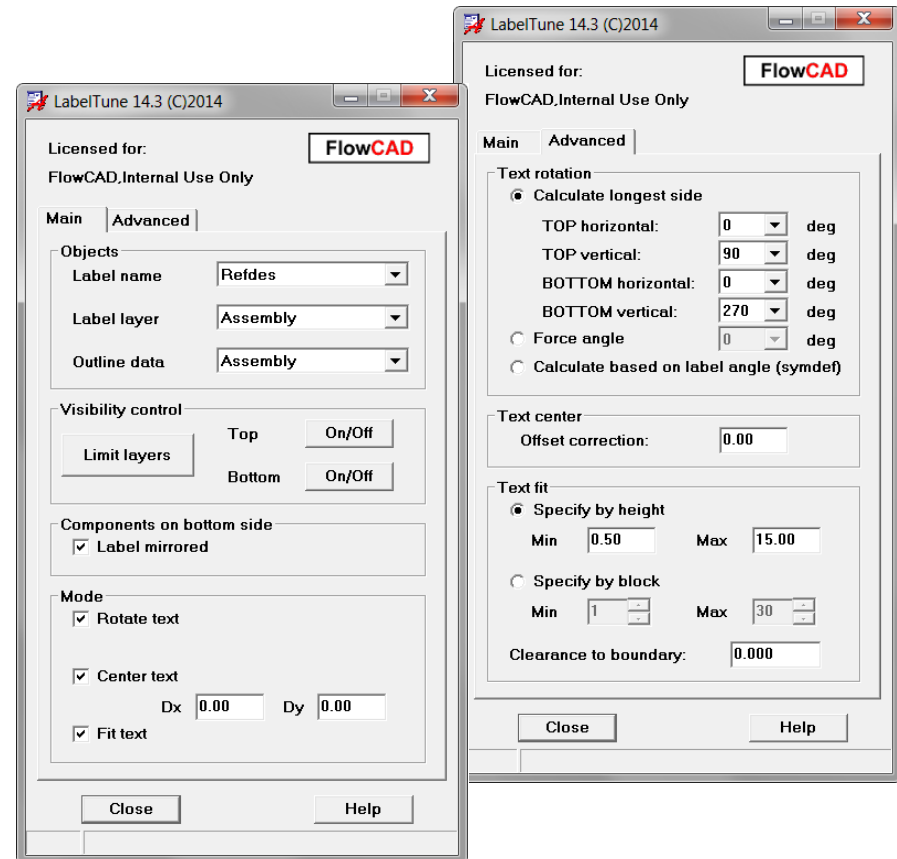 LabelTune 14.3 (C)2014
Licensed for:
FlowCAD
FlowCAD,Internal Use Only
Main Advanced
Objects
Label name Refdes
Label layer Assembly
Outline data Assembly
Visibility control
Limit layers
Top On/Off
Bottom On/Off
Components on bottom side
Label mirrored
Mode
Rotate text
Center text
Dx 0.00 Dy 0.00
Fit text
Close Help
LabelTune 14.3 (C)2014
Licensed for:
FlowCAD
FlowCAD,Internal Use Only
Main Advanced
Text rotation
Calculate longest side
TOP horizontal: 0 deg
TOP vertical: 90 deg
BOTTOM horizontal: 0 deg
BOTTOM vertical: 270 deg
Force angle 0 deg
Calculate based on label angle (symdef)
Text center
Offset correction: 0.00
Text fit
Specify by height
Min 0.50 Max 15.00
Specify by block
Min 1 Max 30
Clearance to boundary: 0.000
Close Help